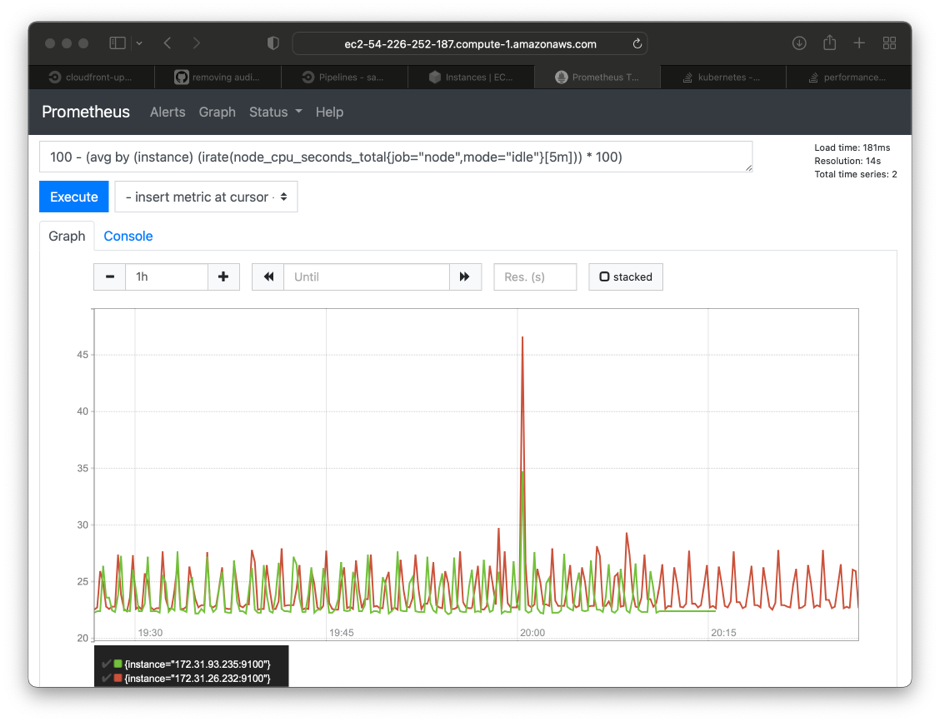 ec2-54-226-252-187.compute-1.amazonaws.com
cloudfront-up...
removing audi...
Pipelines - sa...
Instances | EC...
Prometheus T...
kubernetes -...
performance...
Prometheus Alerts Graph Status Help
100 - (avg by (instance) (irate(node_cpu_seconds_total{job="node",mode="idle"}[5m])) * 100)
Load time: 181ms
Resolution: 14s
Total time series: 2
Execute
- insert metric at cursor -
Graph Console
- 1h + Until Res. (s) stacked
45
40
35
30
25
20
19:30 19:45 20:00 20:15
{instance="172.31.93.235:9100"}
{instance="172.31.26.232:9100"}